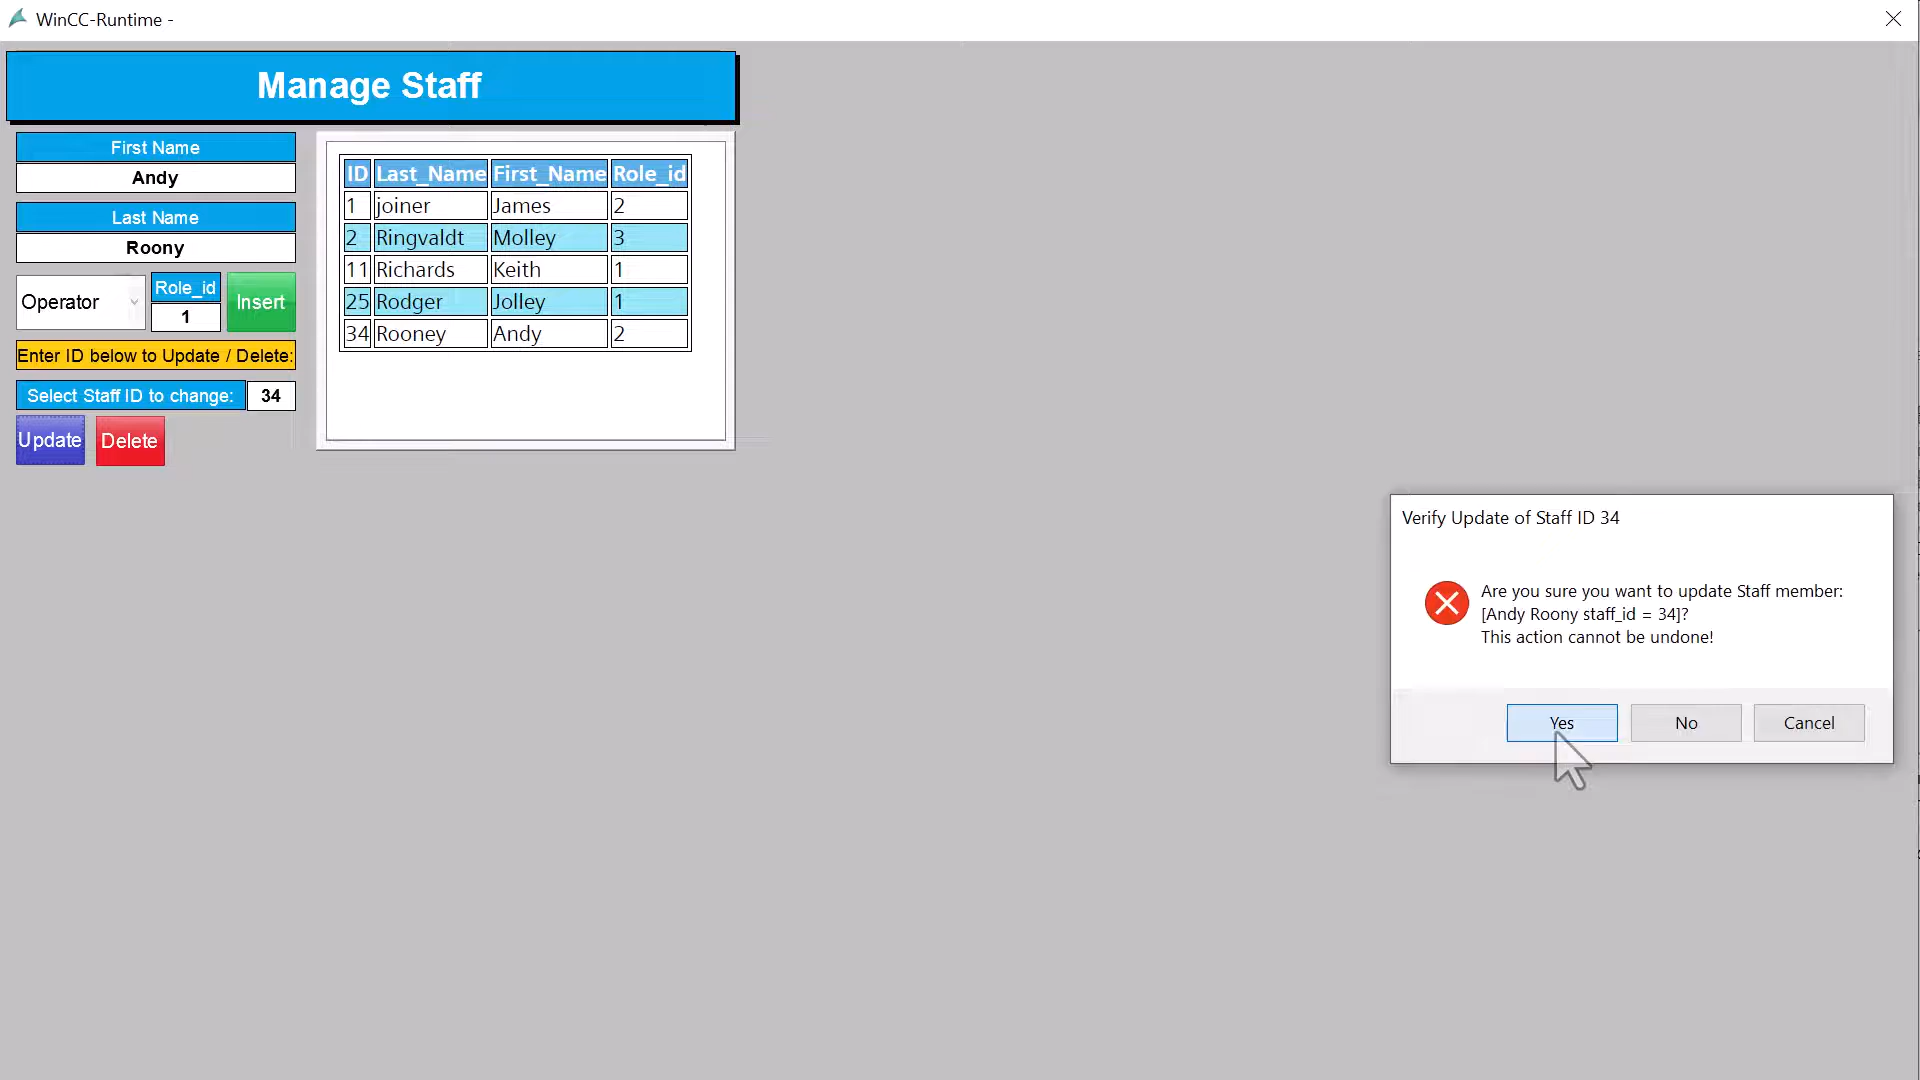 WinCC-Runtime -
Manage Staff
First Name
Andy
Last Name
Roony
Operator
Role_id
1
Insert
Enter ID below to Update / Delete:
Select Staff ID to change: 34
Update Delete
ID Last_Name First_Name Role_id
1 joiner James 2
2 Ringvaldt Molley 3
11 Richards Keith 1
25 Rodger Jolley 1
34 Rooney Andy 2
Verify Update of Staff ID 34
Are you sure you want to update Staff member:
[Andy Roony staff_id = 34]?
This action cannot be undone!
Yes No Cancel